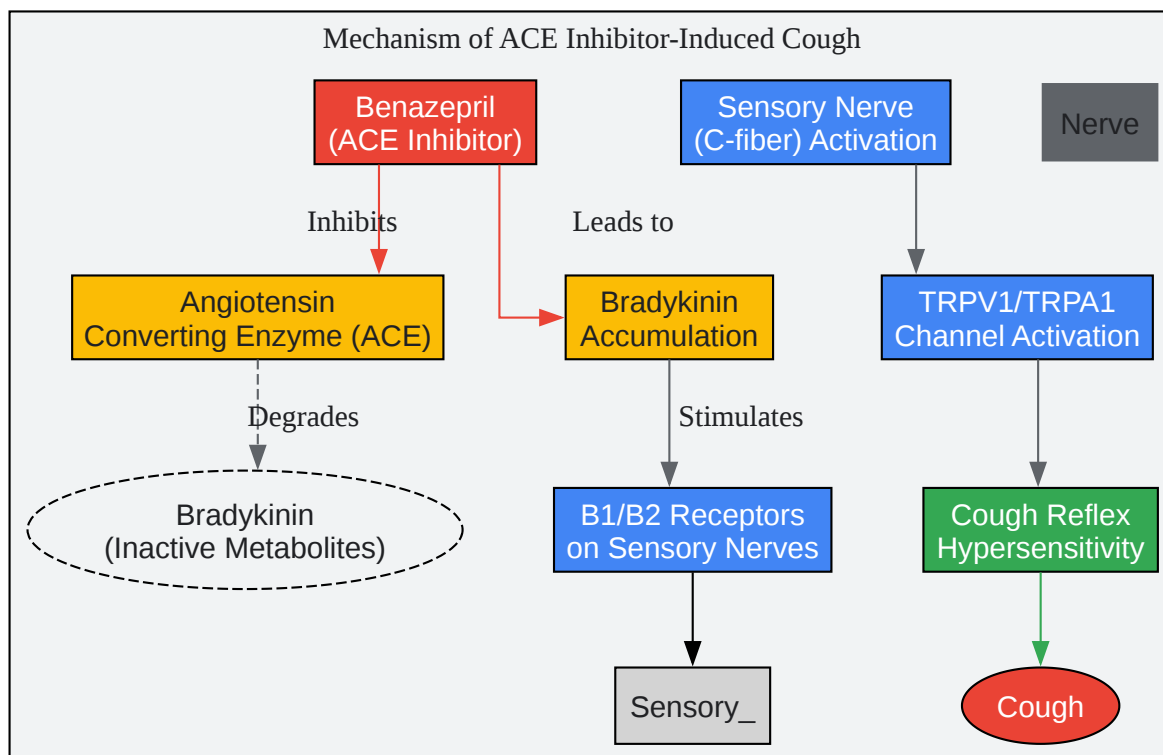 Mechanism of ACE Inhibitor-Induced Cough
Benazepril
(ACE Inhibitor)
Sensory Nerve
(C-fiber) Activation
Nerve
Inhibits
Leads to
Angiotensin
Converting Enzyme (ACE)
Bradykinin
Accumulation
TRPV1/TRPA1
Channel Activation
Degrades
Stimulates
Bradykinin
(Inactive Metabolites)
B1/B2 Receptors
on Sensory Nerves
Cough Reflex
Hypersensitivity
Sensory_
Cough